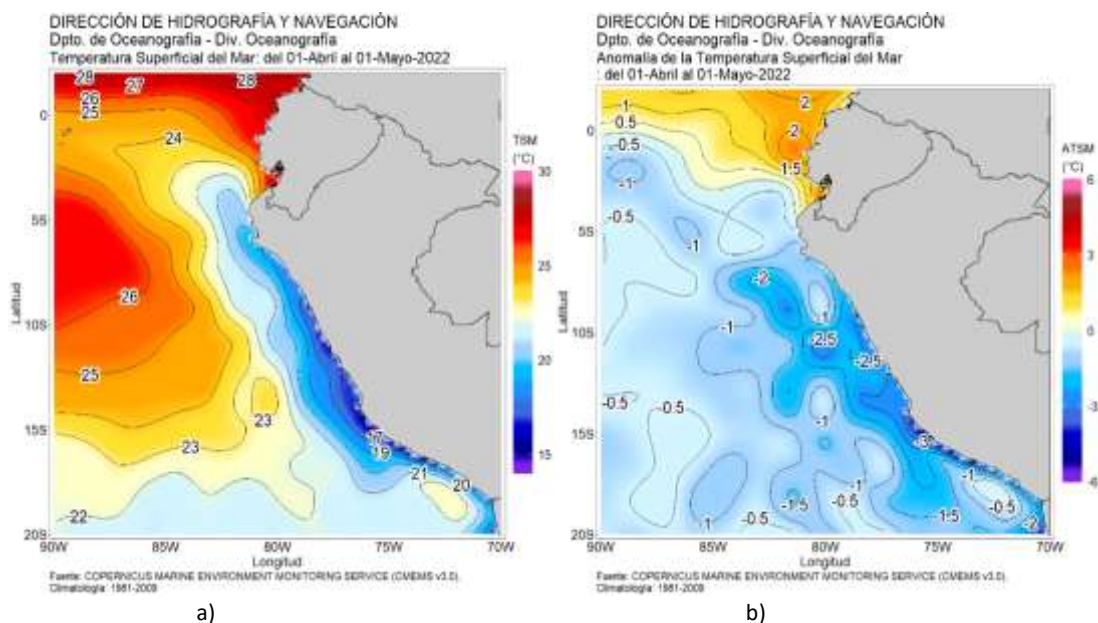 DIRECCIÓN DE HIDROGRAFÍA Y NAVEGACIÓN
Dpto. de Oceanografía - Div. Oceanografía
Temperatura Superficial del Mar: del 01-Abril al 01-Mayo-2022
28
27
28
26
25
24
26
25
23
23
22
17
19
21
20
0
5S
10S
15S
20S
90W
85W
80W
75W
70W
Latitud
Longitud
TSM
(°C)
30
25
20
15
Fuente: COPERNICUS MARINE ENVIRONMENT MONITORING SERVICE (CMEMS v3.0).
Climatología: 1981-2009
a)
DIRECCIÓN DE HIDROGRAFÍA Y NAVEGACIÓN
Dpto. de Oceanografía - Div. Oceanografía
Anomalía de la Temperatura Superficial del Mar
: del 01-Abril al 01-Mayo-2022
1
2
0.5
2
-0.5
1.5
-1
-0.5
-1
-2
-1
-1
-2.5
-2.5
-0.5
-0.5
-1
-3
-1
-1
-0.5
-0.5
-1
-0.5
-1.5
-0.5
1.5
-2
0
5S
10S
15S
20S
90W
85W
80W
75W
70W
Latitud
Longitud
ATSM
(°C)
6
3
0
-3
-6
Fuente: COPERNICUS MARINE ENVIRONMENT MONITORING SERVICE (CMEMS v3.0).
Climatología: 1981-2009
b)